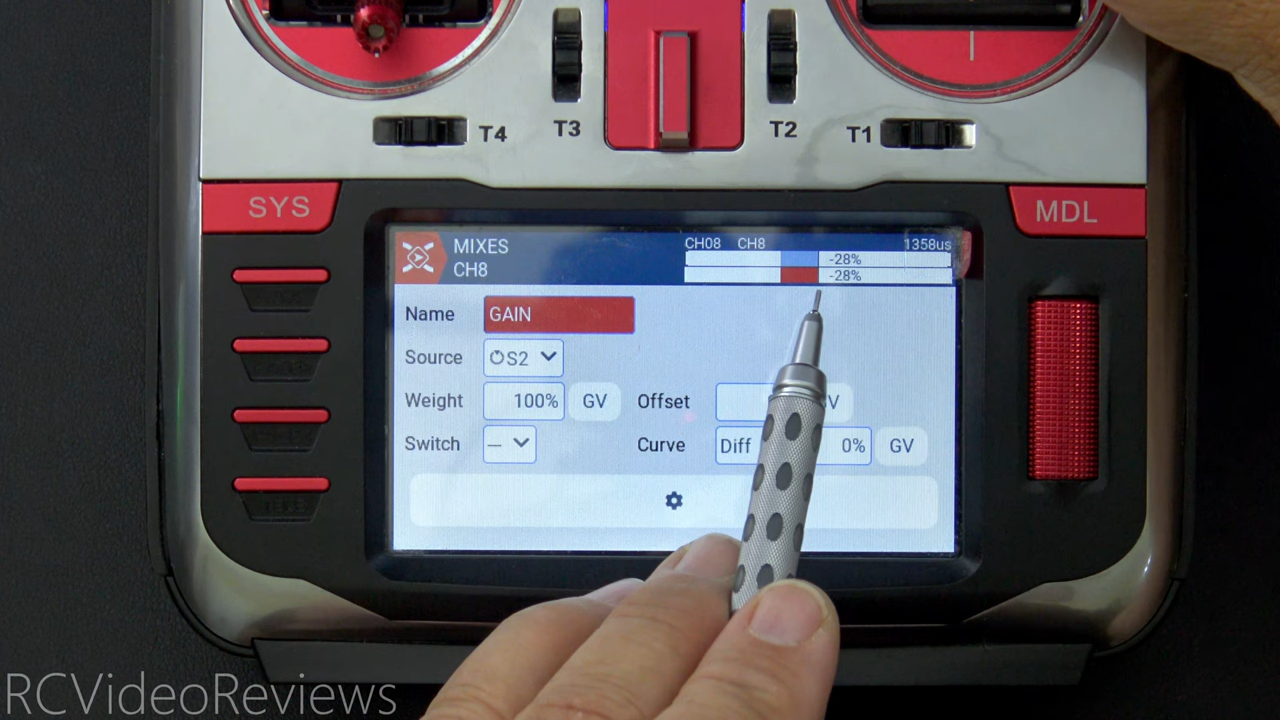 T4 T3 T2 T1
SYS
MDL
MIXES
CH8
CH08 CH8 1358us
-28%
-28%
Name GAIN
Source S2
Weight 100% GV Offset V
Switch --- Curve Diff 0% GV
RCVideoReviews